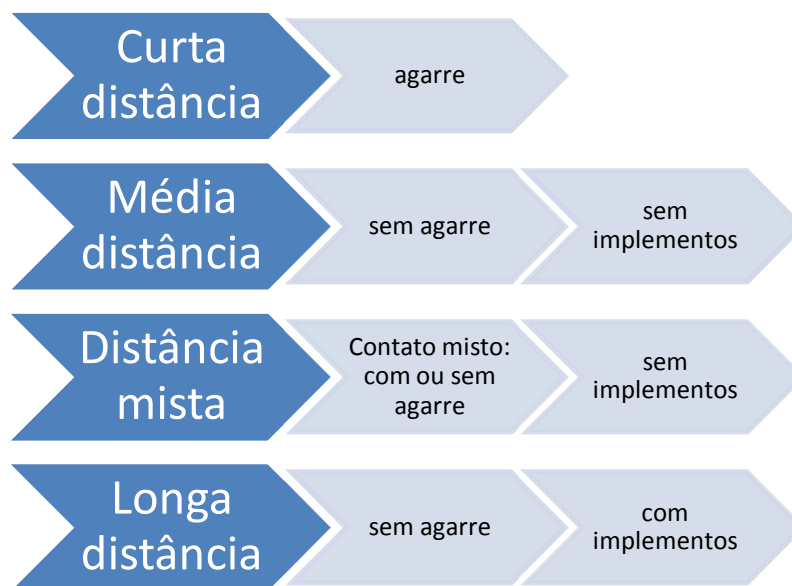 Curta
distância
agarre
Média
distância
sem agarre
sem
implementos
Distância
mista
Contato misto:
com ou sem
agarre
sem
implementos
Longa
distância
sem agarre
com
implementos